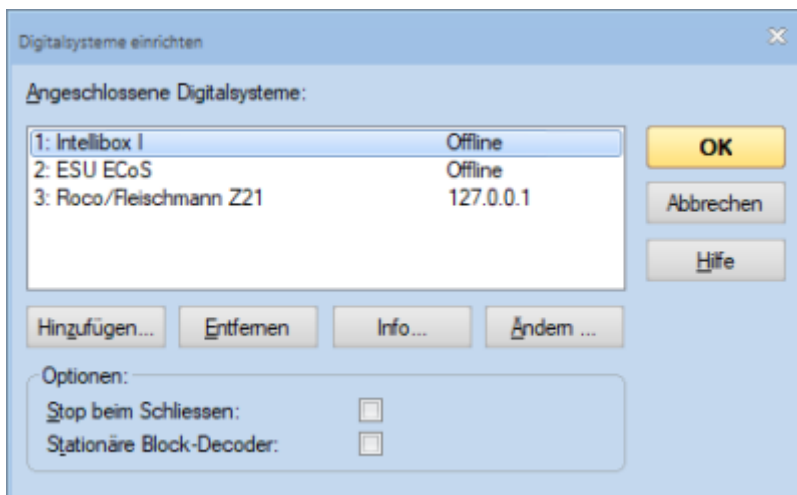 Digitalsysteme einrichten
Angeschlossene Digitalsysteme:
1: Intellibox I Offline
2: ESU ECoS Offline
3: Roco/Fleischmann Z21 127.0.0.1
OK
Abbrechen
Hilfe
Hinzufügen... Entfernen Info... Ändern ...
Optionen:
Stop beim Schliessen:
Stationäre Block-Decoder: